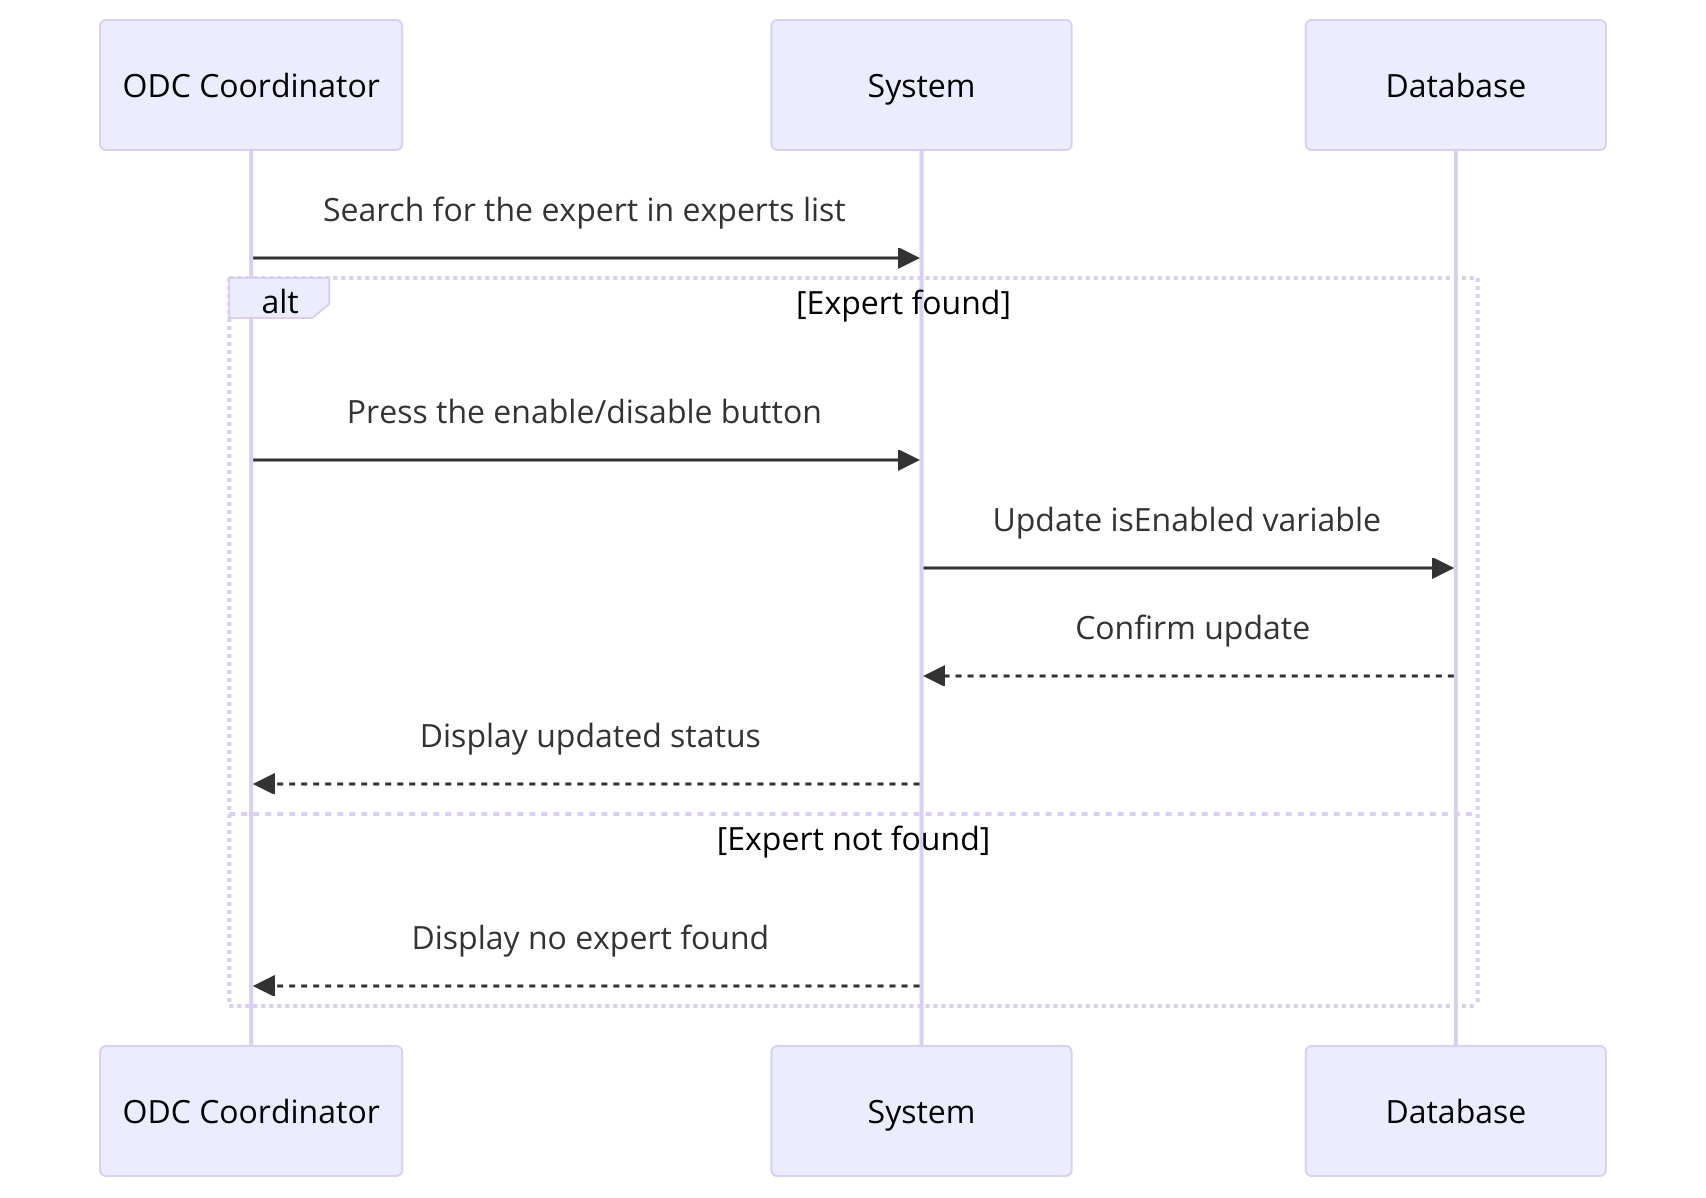 ODC Coordinator
System
Database
Search for the expert in experts list
alt
[Expert found]
Press the enable/disable button
Update isEnabled variable
Confirm update
Display updated status
[Expert not found]
Display no expert found
ODC Coordinator
System
Database